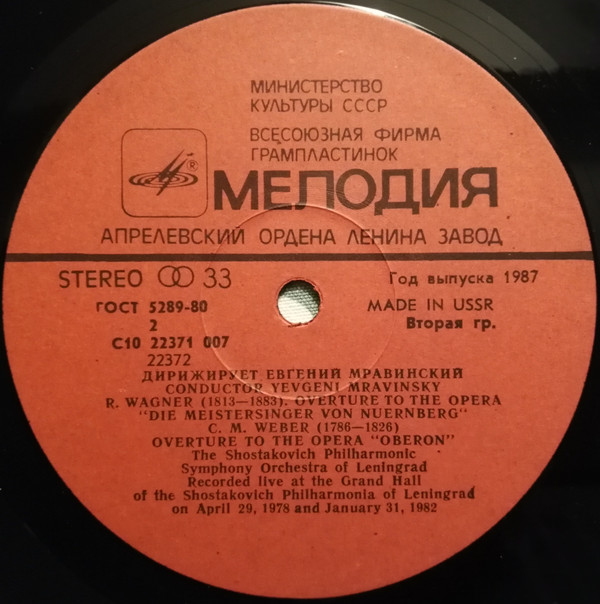 МИНИСТЕРСТВО
КУЛЬТУРЫ СССР
ВСЕСОЮЗНАЯ ФИРМА
ГРАМПЛАСТИНОК
®
МЕЛОДИЯ
АПРЕЛЕВСКИЙ ОРДЕНА ЛЕНИНА ЗАВОД
STEREO 33
Год выпуска 1987
ГОСТ 5289-80
MADE IN USSR
2
Вторая гр.
С10 22371 007
22372
ДИРИЖИРУЕТ ЕВГЕНИЙ МРАВИНСКИЙ
CONDUCTOR YEVGENI MRAVINSKY
R. WAGNER (1813—1883). OVERTURE TO THE OPERA
"DIE MEISTERSINGER VON NUERNBERG"
C. M. WEBER (1786—1826)
OVERTURE TO THE OPERA "OBERON"
The Shostakovich Philharmonic
Symphony Orchestra of Leningrad
Recorded live at the Grand Hall
of the Shostakovich Philharmonia of Leningrad
on April 29, 1978 and January 31, 1982